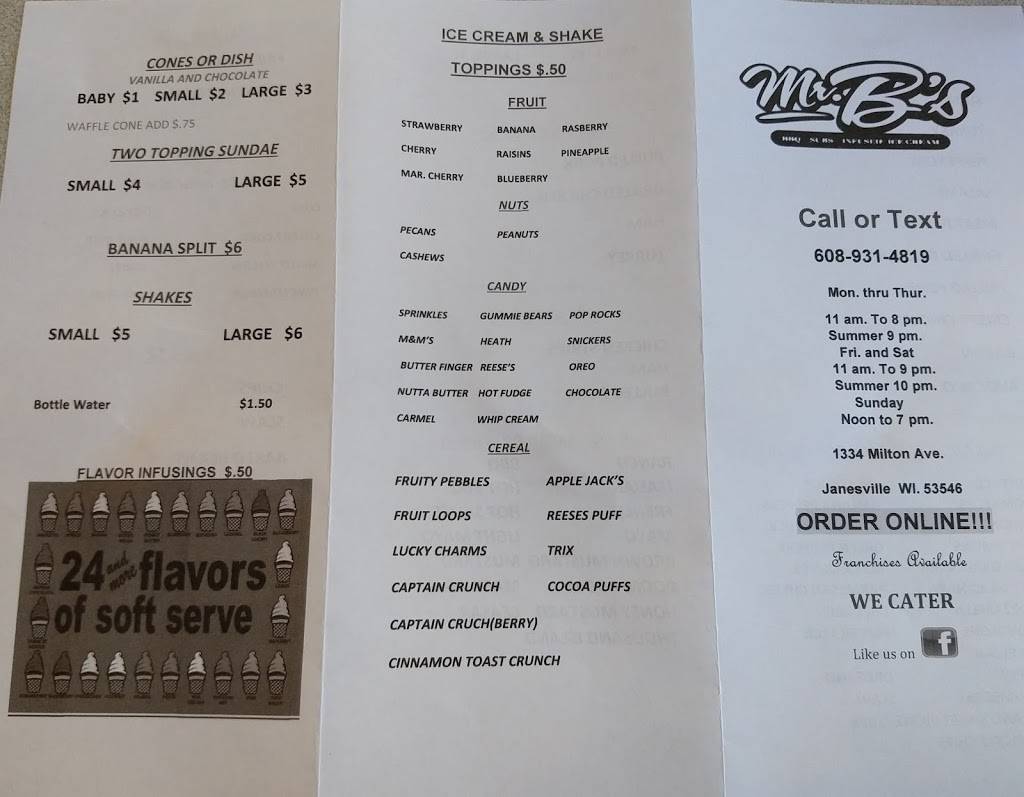 CONES OR DISH
VANILLA AND CHOCOLATE
BABY $1 SMALL $2 LARGE $3
WAFFLE CONE ADD $.75
TWO TOPPING SUNDAE
SMALL $4 LARGE $5
BANANA SPLIT $6
SHAKES
SMALL $5 LARGE $6
Bottle Water $1.50
FLAVOR INFUSINGS $.50
24 and more flavors
of soft serve
ICE CREAM & SHAKE
TOPPINGS $.50
FRUIT
STRAWBERRY BANANA RASBERRY
CHERRY RAISINS PINEAPPLE
MAR. CHERRY BLUEBERRY
NUTS
PECANS PEANUTS
CASHEWS
CANDY
SPRINKLES GUMMIE BEARS POP ROCKS
M&M'S HEATH SNICKERS
BUTTER FINGER REESE'S OREO
NUTTA BUTTER HOT FUDGE CHOCOLATE
CARMEL WHIP CREAM
CEREAL
FRUITY PEBBLES APPLE JACK'S
FRUIT LOOPS REESES PUFF
LUCKY CHARMS TRIX
CAPTAIN CRUNCH COCOA PUFFS
CAPTAIN CRUCH(BERRY)
CINNAMON TOAST CRUNCH
Mr. B's
BBQ SUBS INFUSED ICE CREAM
Call or Text
608-931-4819
Mon. thru Thur.
11 am. To 8 pm.
Summer 9 pm.
Fri. and Sat
11 am. To 9 pm.
Summer 10 pm.
Sunday
Noon to 7 pm.
1334 Milton Ave.
Janesville WI. 53546
ORDER ONLINE!!!
Franchises Available
WE CATER
Like us on f